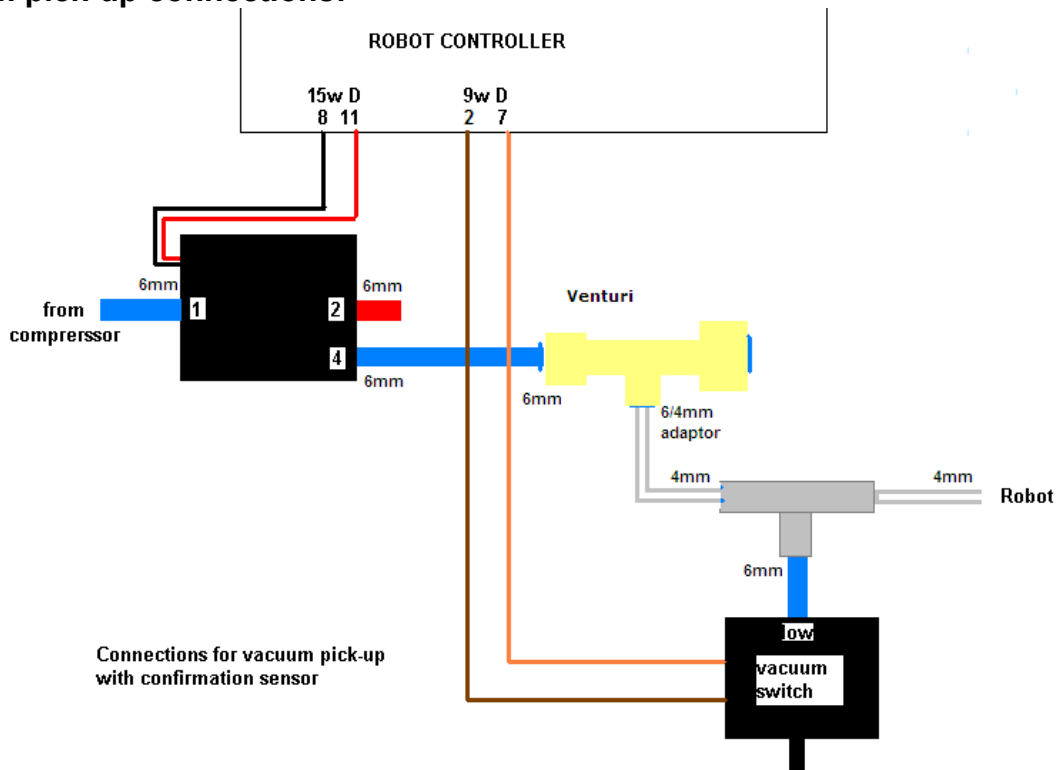 ROBOT CONTROLLER
15w D
8 11
9w D
2 7
6mm
from
comprerssor
1
2
6mm
4
6mm
Venturi
6mm
6/4mm
adaptor
4mm
4mm
Robot
6mm
low
vacuum
switch
Connections for vacuum pick-up
with confirmation sensor